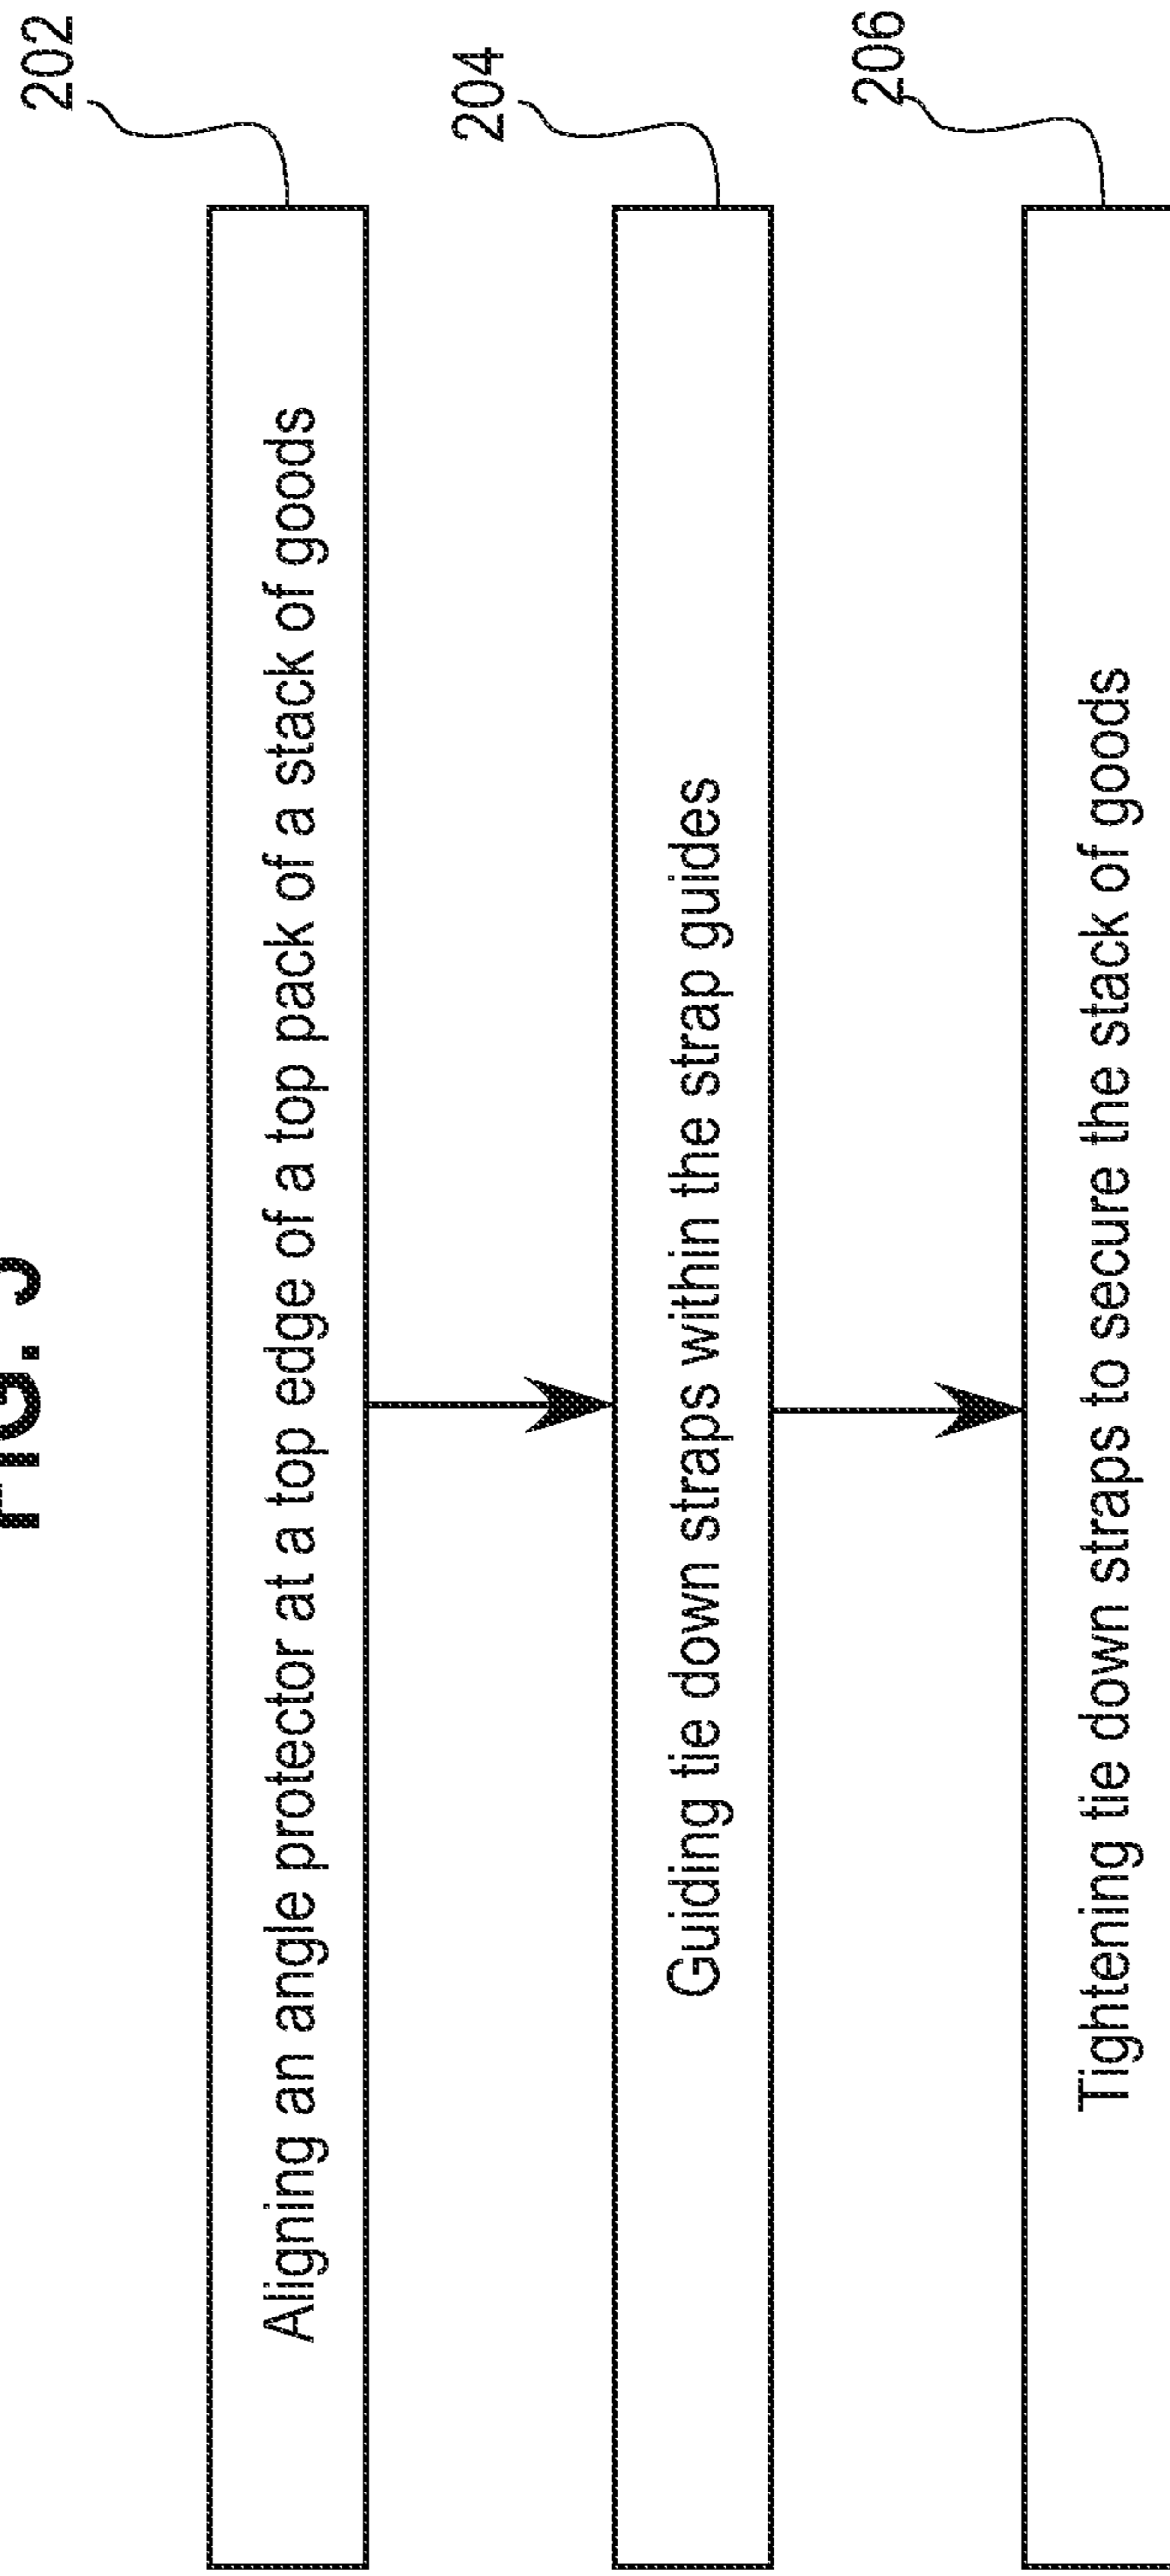 FIG.
202
Aligning an angle protector at a top edge of a top pack of a stack of goods
204
Guiding tie down straps within the strap guides
206
Tightening tie down straps to secure the stack of goods